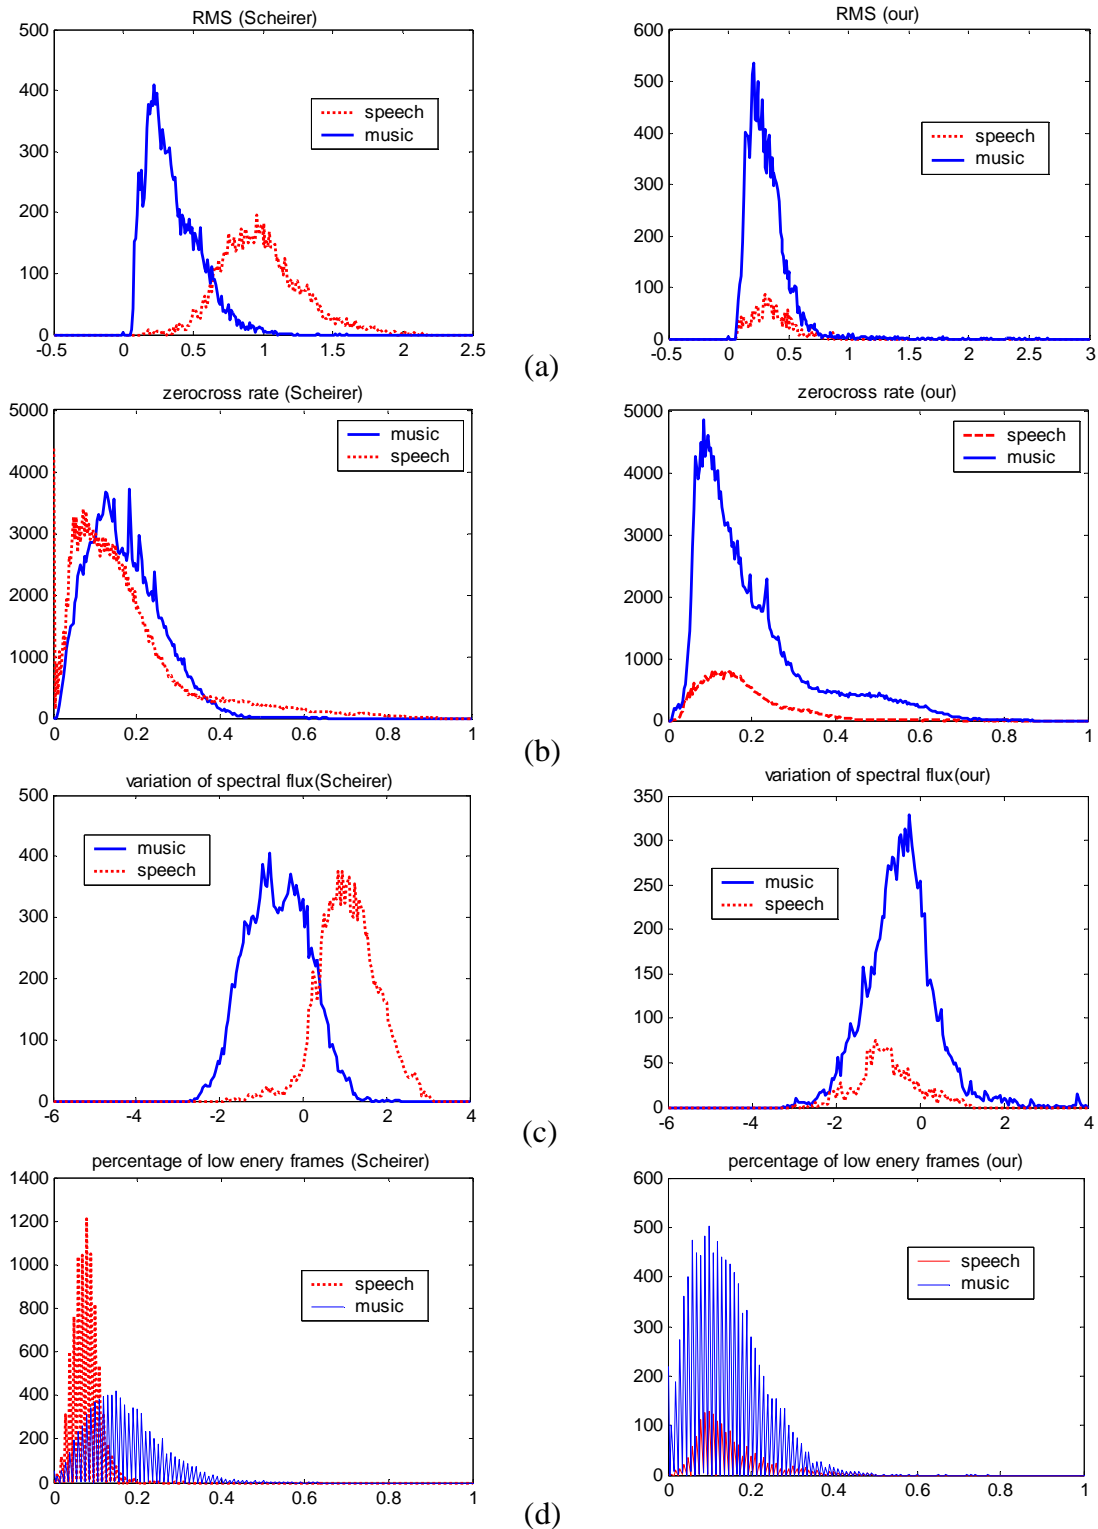 RMS (Scheirer)
500
400
300
200
100
0
-0.5 0 0.5 1 1.5 2 2.5
speech
music
RMS (our)
600
500
400
300
200
100
0
-0.5 0 0.5 1 1.5 2 2.5 3
speech
music
(a)
zerocross rate (Scheirer)
5000
4000
3000
2000
1000
0
0 0.2 0.4 0.6 0.8 1
music
speech
zerocross rate (our)
5000
4000
3000
2000
1000
0
0 0.2 0.4 0.6 0.8 1
speech
music
(b)
variation of spectral flux(Scheirer)
500
400
300
200
100
0
-6 -4 -2 0 2 4
music
speech
variation of spectral flux(our)
350
300
250
200
150
100
50
0
-6 -4 -2 0 2 4
music
speech
(c)
percentage of low enery frames (Scheirer)
1400
1200
1000
800
600
400
200
0
0 0.2 0.4 0.6 0.8 1
speech
music
percentage of low enery frames (our)
600
500
400
300
200
100
0
0 0.2 0.4 0.6 0.8 1
speech
music
(d)